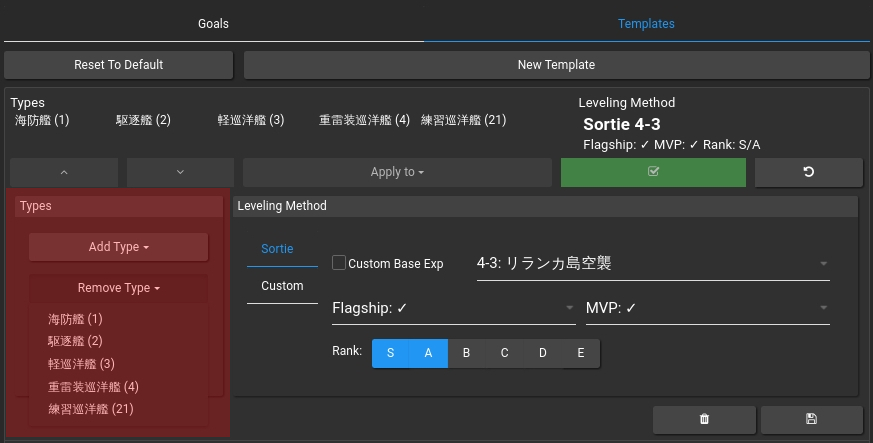 Goals
Templates
Reset To Default
New Template
Types
海防艦 (1) 駆逐艦 (2) 軽巡洋艦 (3) 重雷装巡洋艦 (4) 練習巡洋艦 (21)
Leveling Method
Sortie 4-3
Flagship: ✓ MVP: ✓ Rank: S/A
Apply to
Types
Add Type
Remove Type
海防艦 (1)
駆逐艦 (2)
軽巡洋艦 (3)
重雷装巡洋艦 (4)
練習巡洋艦 (21)
Leveling Method
Sortie
Custom
Custom Base Exp
4-3: リランカ島空襲
Flagship: ✓
MVP: ✓
Rank: S A B C D E